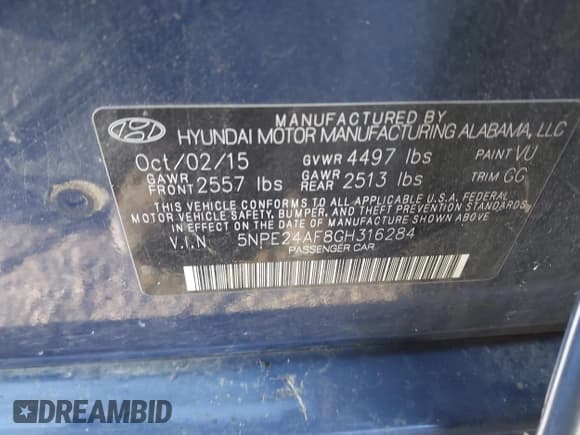 MANUFACTURED BY
HYUNDAI MOTOR MANUFACTURING ALABAMA, LLC
Oct/02/15 GVWR 4497 lbs PAINT VU
GAWR FRONT 2557 lbs GAWR REAR 2513 lbs TRIM GG
THIS VEHICLE CONFORMS TO ALL APPLICABLE U.S.A. FEDERAL
MOTOR VEHICLE SAFETY, BUMPER, AND THEFT PREVENTION STANDARDS
IN EFFECT ON THE DATE OF MANUFACTURE SHOWN ABOVE.
V.I.N 5NPE24AF8GH316284
PASSENGER CAR
DREAMBID